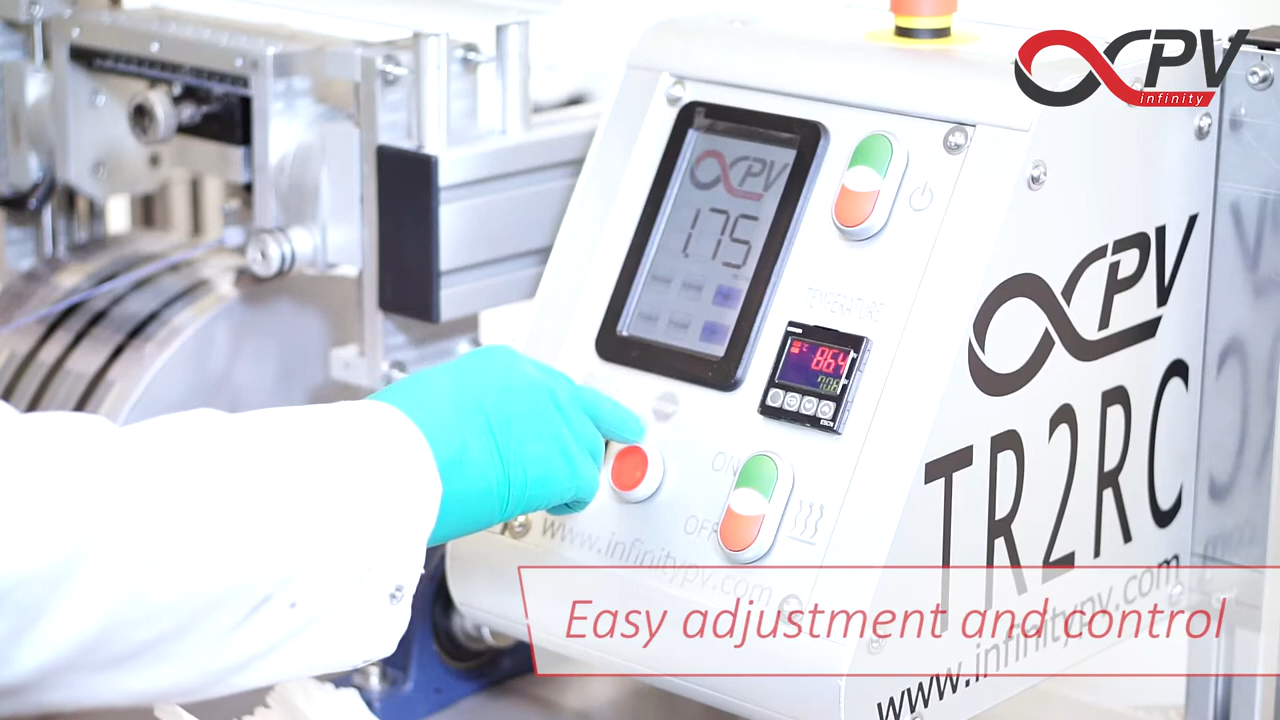 PV
infinity
PV
1.75
TEMPERATURE
86.4
ON
OFF
www.infinitypv.com
PV
TR2RC
www.infinitypv.com
Easy adjustment and control